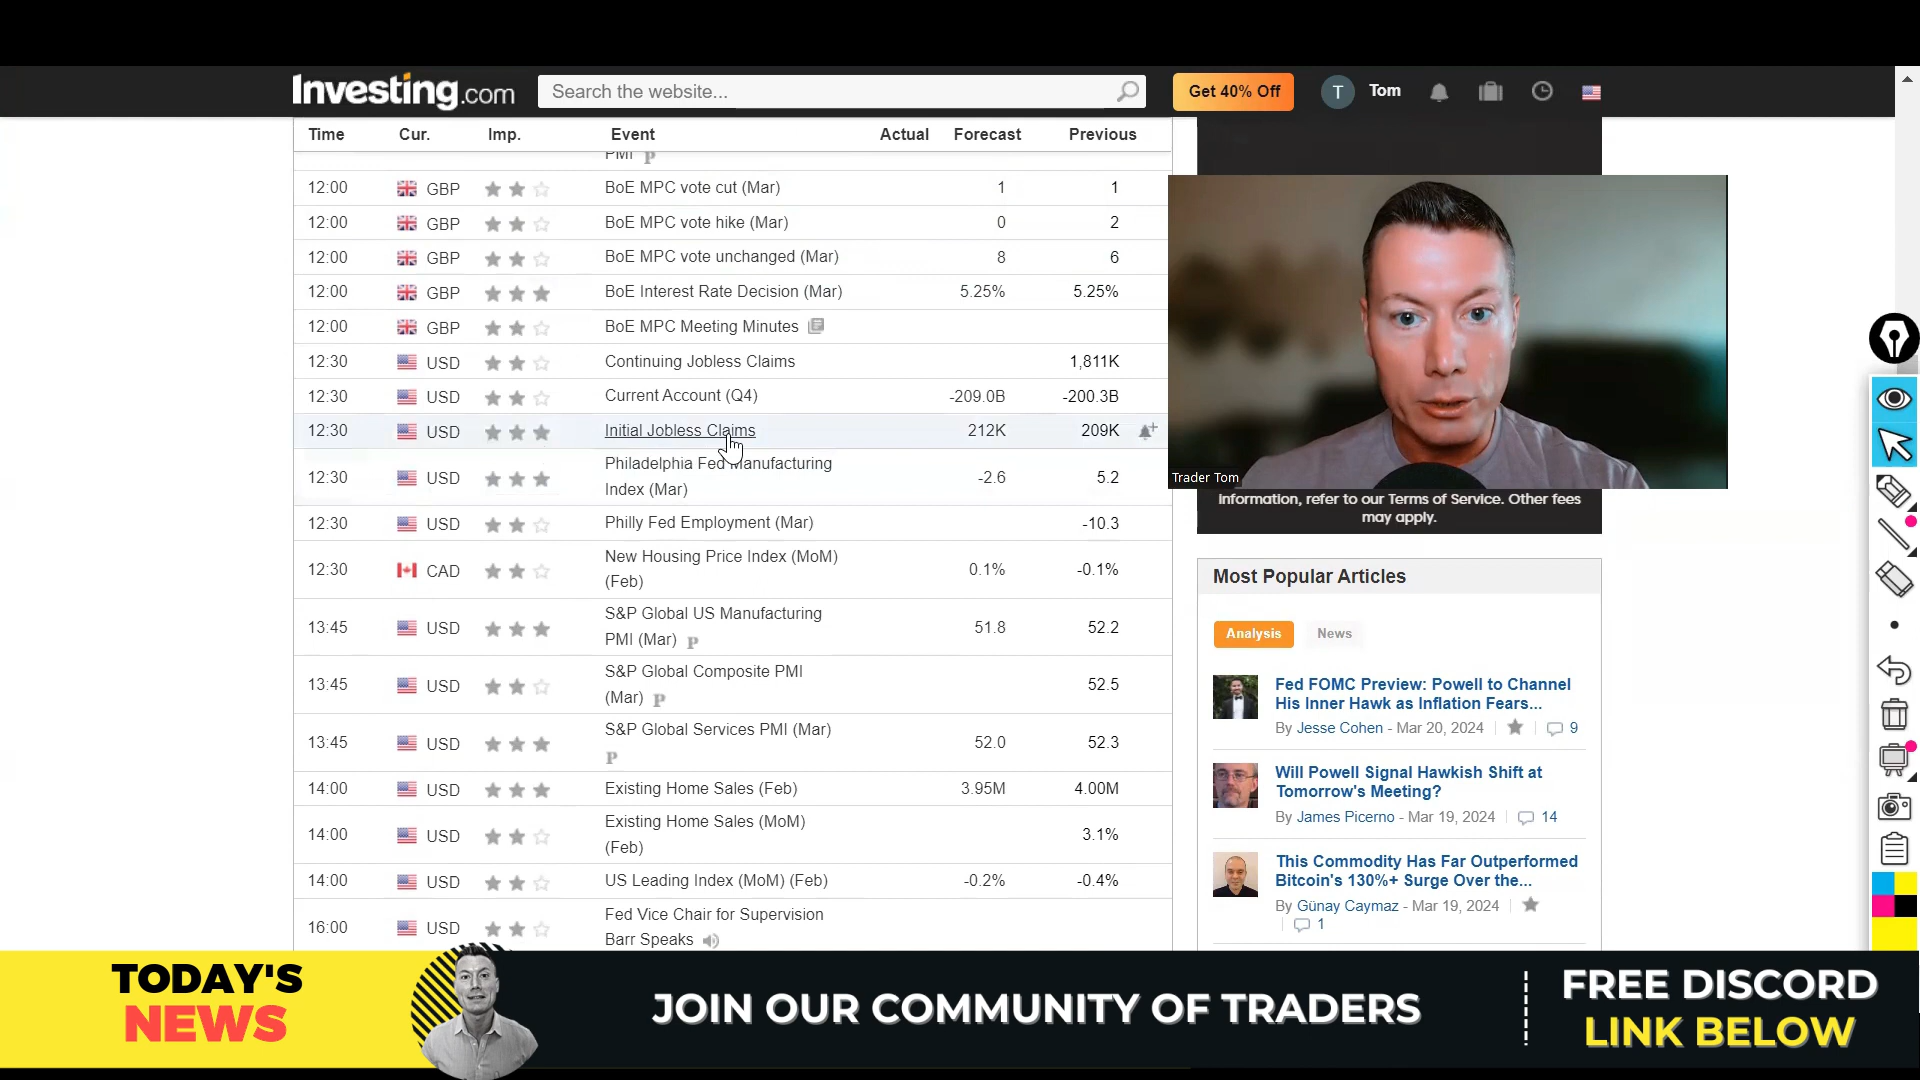 Investing.com
Search the website...
Get 40% Off
T
Tom
Time Cur. Imp. Event Actual Forecast Previous
PMI P
12:00 GBP BoE MPC vote cut (Mar) 1 1
12:00 GBP BoE MPC vote hike (Mar) 0 2
12:00 GBP BoE MPC vote unchanged (Mar) 8 6
12:00 GBP BoE Interest Rate Decision (Mar) 5.25% 5.25%
12:00 GBP BoE MPC Meeting Minutes
12:30 USD Continuing Jobless Claims 1,811K
12:30 USD Current Account (Q4) -209.0B -200.3B
12:30 USD Initial Jobless Claims 212K 209K
12:30 USD Philadelphia Fed Manufacturing
Index (Mar) -2.6 5.2
12:30 USD Philly Fed Employment (Mar) -10.3
12:30 CAD New Housing Price Index (MoM)
(Feb) 0.1% -0.1%
13:45 USD S&P Global US Manufacturing
PMI (Mar) P 51.8 52.2
13:45 USD S&P Global Composite PMI
(Mar) P 52.5
13:45 USD S&P Global Services PMI (Mar)
P 52.0 52.3
14:00 USD Existing Home Sales (Feb) 3.95M 4.00M
14:00 USD Existing Home Sales (MoM)
(Feb) 3.1%
14:00 USD US Leading Index (MoM) (Feb) -0.2% -0.4%
16:00 USD Fed Vice Chair for Supervision
Barr Speaks
Trader Tom
Information, refer to our Terms of Service. Other fees
may apply.
Most Popular Articles
Analysis News
Fed FOMC Preview: Powell to Channel
His Inner Hawk as Inflation Fears...
By Jesse Cohen - Mar 20, 2024 9
Will Powell Signal Hawkish Shift at
Tomorrow's Meeting?
By James Picerno - Mar 19, 2024 14
This Commodity Has Far Outperformed
Bitcoin's 130%+ Surge Over the...
By Günay Caymaz - Mar 19, 2024
1
TODAY'S
NEWS
JOIN OUR COMMUNITY OF TRADERS
FREE DISCORD
LINK BELOW